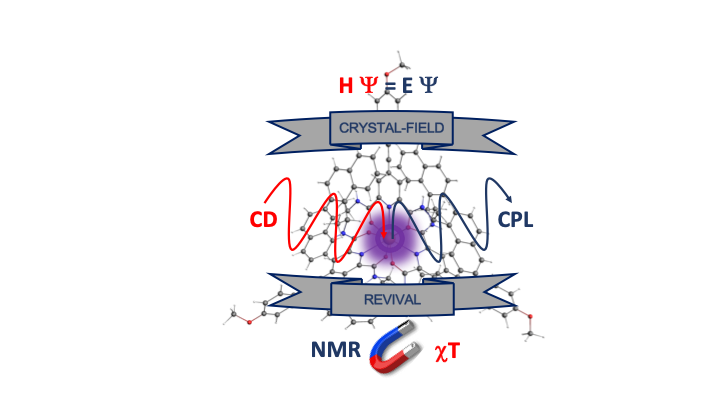 H Ψ = E Ψ
CRYSTAL-FIELD
CD
CPL
REVIVAL
NMR
χT